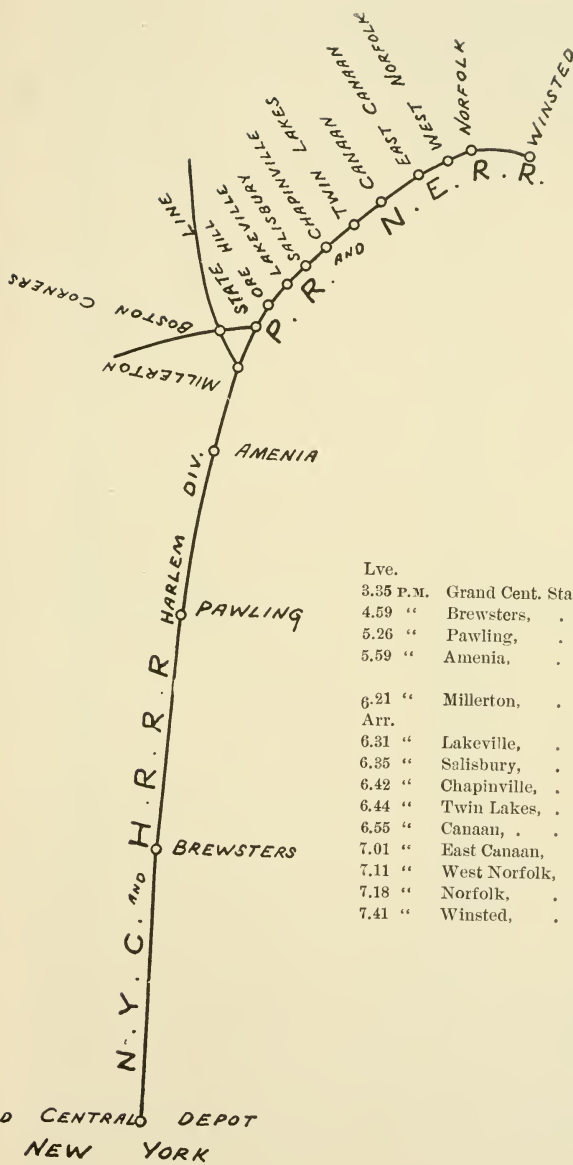 WINSTED
NORFOLK
WEST NORFOLK
EAST CANAAN
CANAAN
TWIN LAKES
CHAPINVILLE
SALISBURY
LAKEVILLE
ORE HILL
STATE LINE
P. R. AND N. E. R. R.
BOSTON CORNERS
MILLERTON
AMENIA
HARLEM DIV.
PAWLING
N. Y. C. AND H. R. R. R
BREWSTERS
CENTRAL DEPOT
NEW YORK
Lve.
3.35 P.M. Grand Cent. Sta
4.59 “ Brewsters, .
5.26 “ Pawling, .
5.59 “ Amenia, .
6.21 “ Millerton, .
Arr.
6.31 “ Lakeville, .
6.35 “ Salisbury, .
6.42 “ Chapinville, .
6.44 “ Twin Lakes, .
6.55 “ Canaan, . .
7.01 “ East Canaan,
7.11 “ West Norfolk,
7.18 “ Norfolk, .
7.41 “ Winsted, .